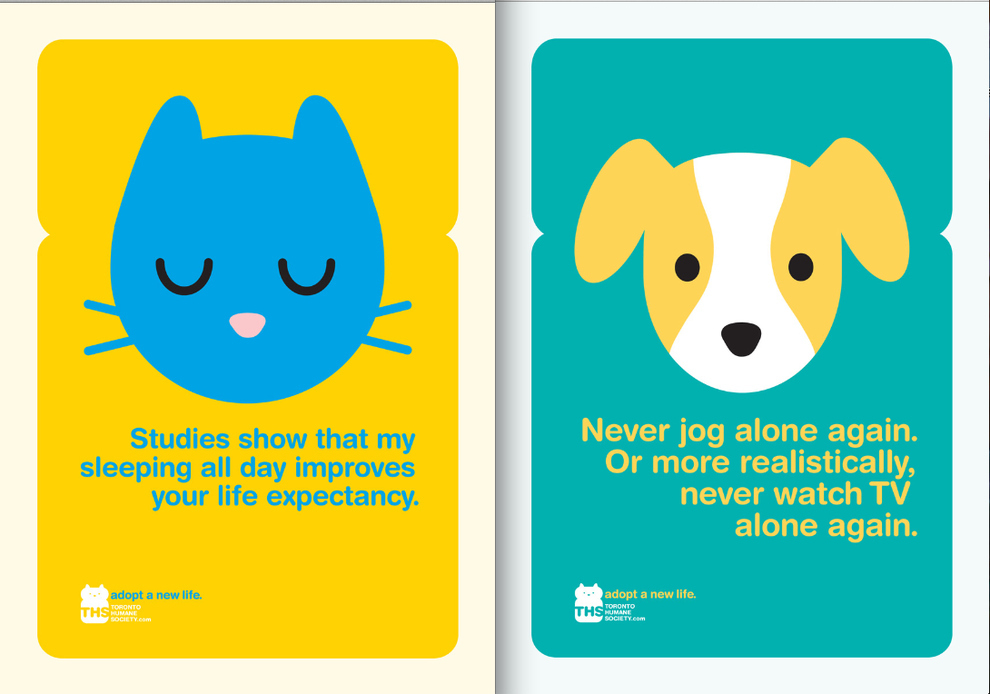 Studies show that my
sleeping all day improves
your life expectancy.
adopt a new life.
THS
TORONTO
HUMANE
SOCIETY.com
Never jog alone again.
Or more realistically,
never watch TV
alone again.
adopt a new life.
THS
TORONTO
HUMANE
SOCIETY.com